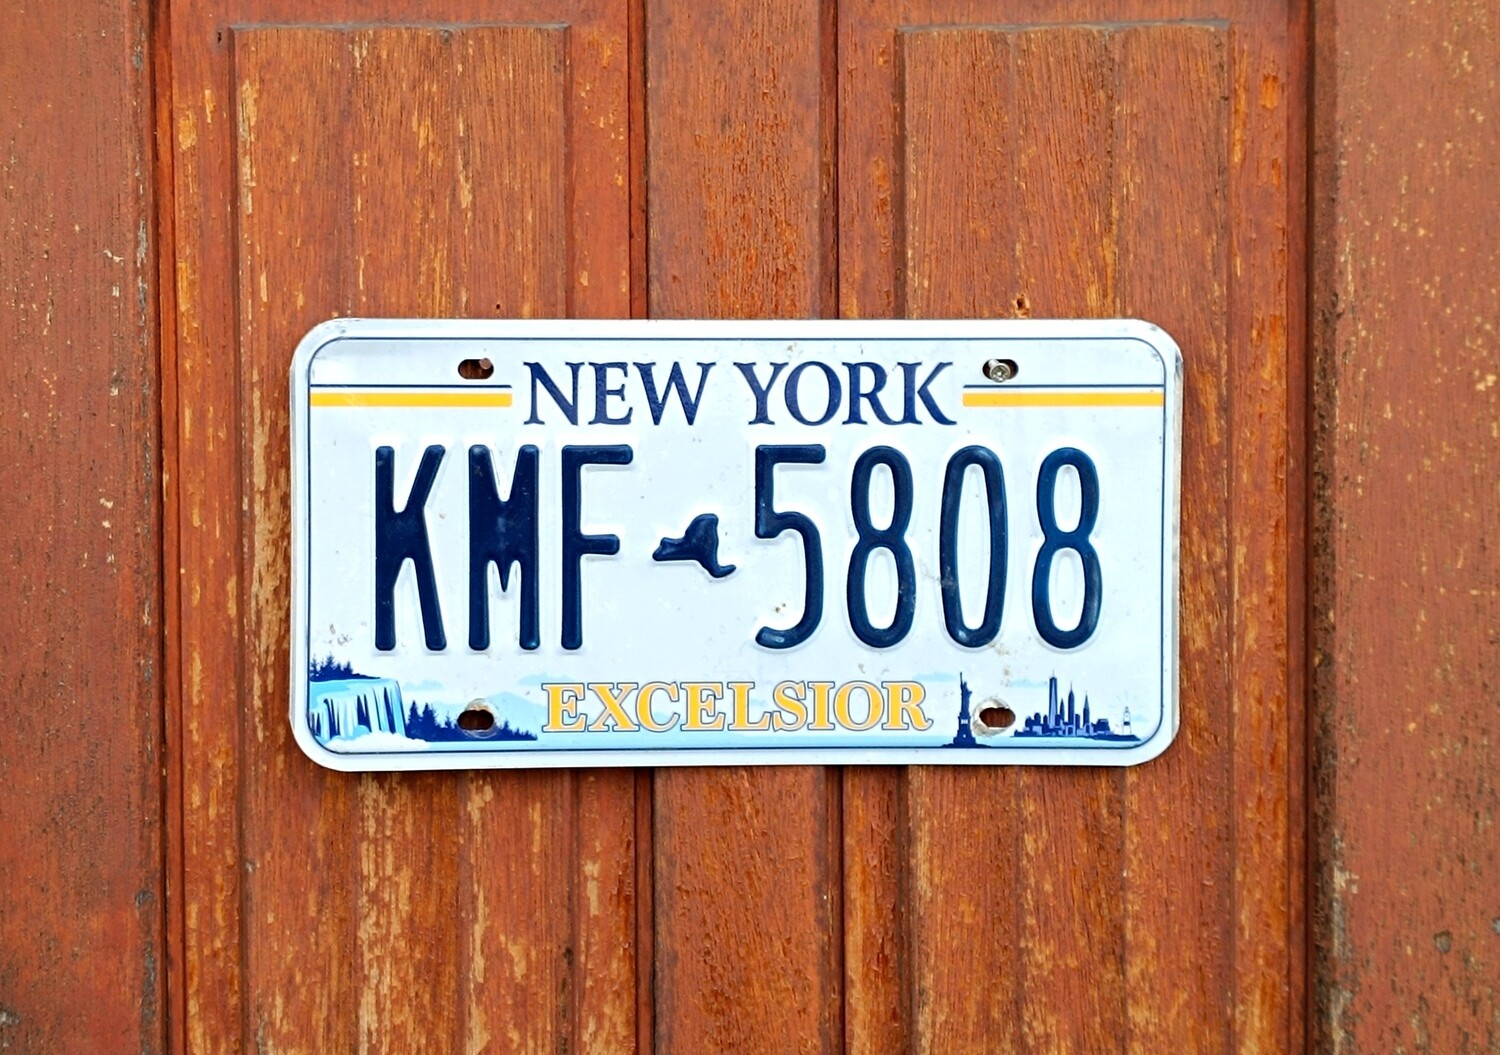 NEW YORK
KMF 5808
EXCELSIOR